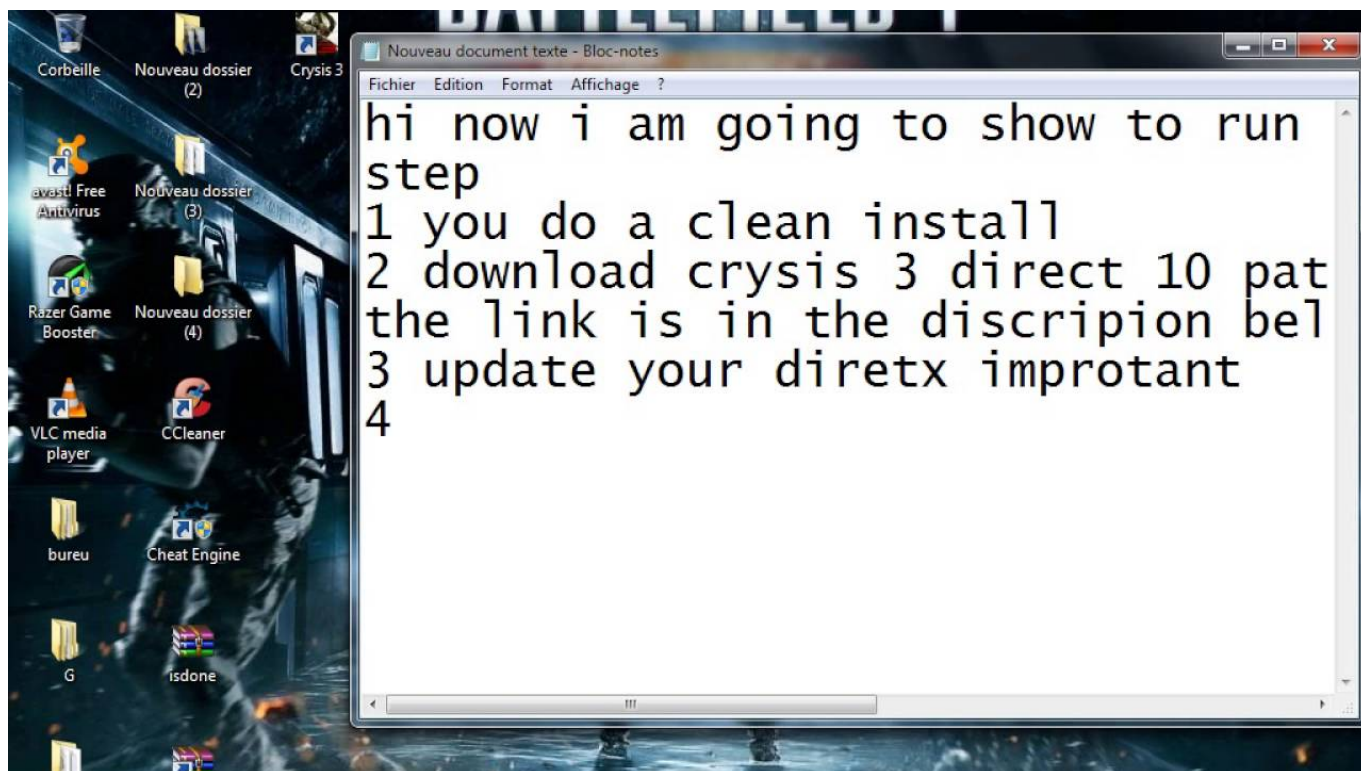 BATTLEFIELD 4
Corbeille
Nouveau dossier
(2)
Crysis 3
avast! Free
Antivirus
Nouveau dossier
(3)
Razer Game
Booster
Nouveau dossier
(4)
VLC media
player
CCleaner
bureu
Cheat Engine
G
isdone
Nouveau document texte - Bloc-notes
Fichier Edition Format Affichage ?
hi now i am going to show to run
step
1 you do a clean install
2 download crysis 3 direct 10 pat
the link is in the discripion bel
3 update your diretx improtant
4